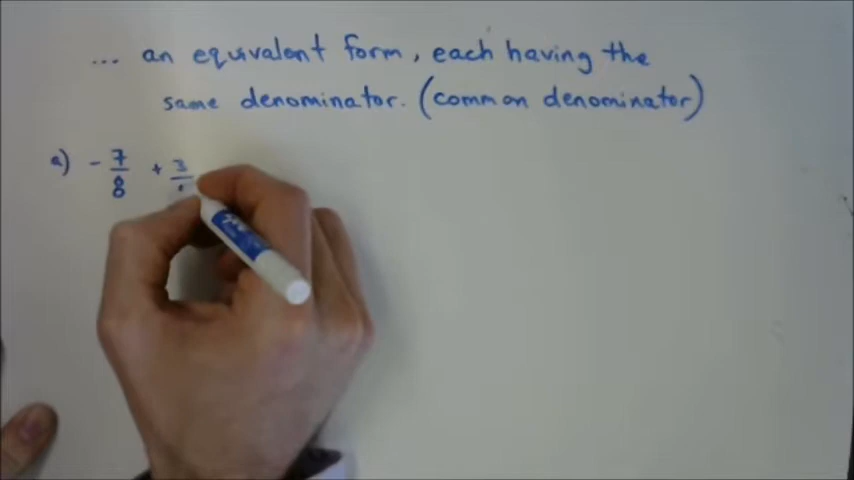 ... an equivalent form, each having the
same denominator. (common denominator)
a) - 7/8 + 3/